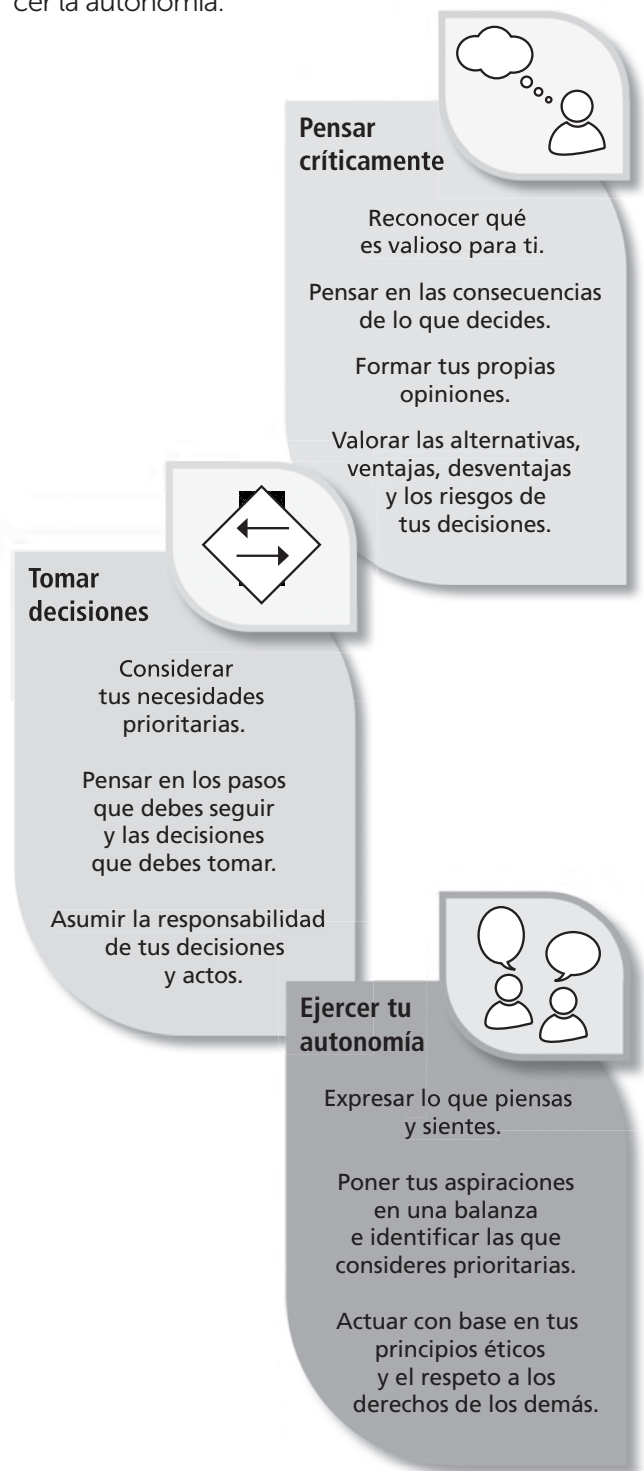 cer la autonomía.
Pensar
críticamente
Reconocer qué
es valioso para ti.
Pensar en las consecuencias
de lo que decides.
Formar tus propias
opiniones.
Valorar las alternativas,
ventajas, desventajas
y los riesgos de
tus decisiones.
Tomar
decisiones
Considerar
tus necesidades
prioritarias.
Pensar en los pasos
que debes seguir
y las decisiones
que debes tomar.
Asumir la responsabilidad
de tus decisiones
y actos.
Ejercer tu
autonomía
Expresar lo que piensas
y sientes.
Poner tus aspiraciones
en una balanza
e identificar las que
consideres prioritarias.
Actuar con base en tus
principios éticos
y el respeto a los
derechos de los demás.